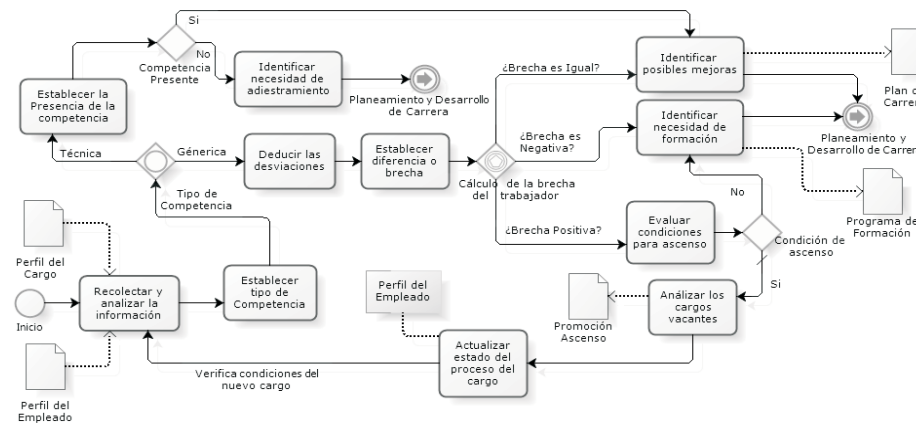 Si
No
Competencia
Presente
Identificar
necesidad de
adiestramiento
Planeamiento y Desarrollo
de Carrera
¿Brecha es Igual?
Identificar
posibles mejoras
Plan d
Carrer
Establecer la
Presencia de la
competencia
Técnica
Génerica
Deducir las
desviaciones
Establecer
diferencia o
brecha
¿Brecha es
Negativa?
Identificar
necesidad de
formación
Planeamiento y
Desarrollo de Carrer
Tipo de
Competencia
Cálculo de la brecha
del trabajador
No
Programa de
Formación
¿Brecha Positiva?
Evaluar
condiciones
para ascenso
Condición de
ascenso
Si
Perfil del
Cargo
Inicio
Recolectar y
analizar la
información
Establecer
tipo de
Competencia
Perfil del
Empleado
Promoción
Ascenso
Análizar los
cargos
vacantes
Actualizar
estado del
proceso del
cargo
Verifica condiciones del
nuevo cargo
Perfil del
Empleado